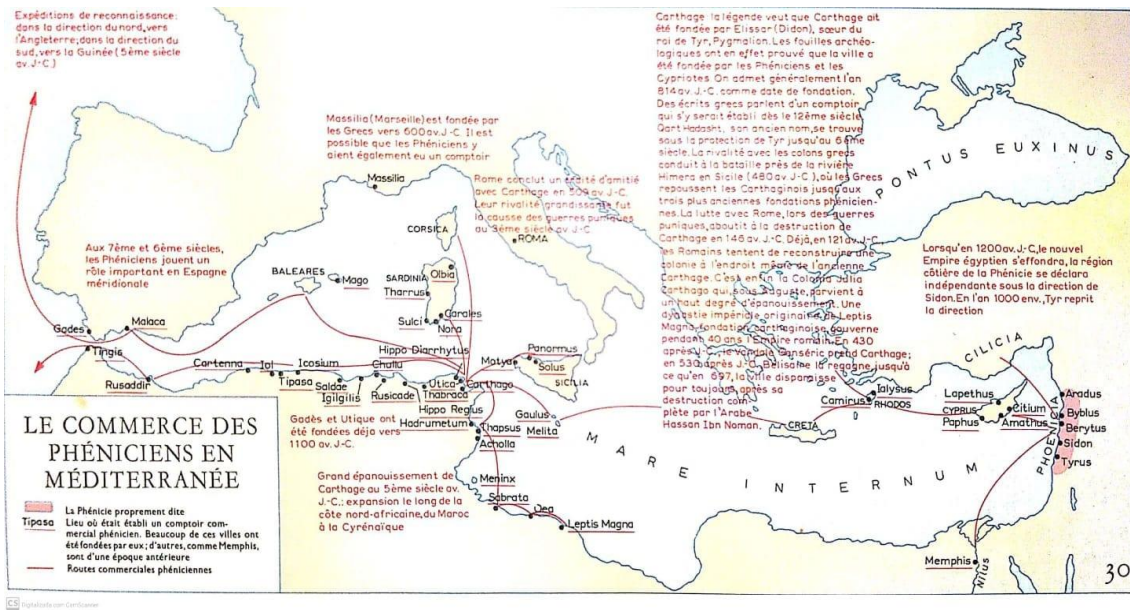 Expéditions de reconnaissance:
dans la direction du nord, vers
l'Angleterre; dans la direction du
sud, vers la Guinée (5ème siècle
av. J-C.)
Carthage: la légende veut que Carthage ait
été fondée par Elissar (Didon), sœur du
roi de Tyr, Pygmalion. Les fouilles archéo-
logiques ont en effet prouvé que la ville a
été fondée par les Phéniciens et les
Cypriotes. On admet généralement l'an
814 av. J.-C. comme date de fondation.
Des écrits grecs parlent d'un comptoir
qui s'y serait établi dès le 12ème siècle.
Qart Hadasht, son ancien nom, se trouve
sous la protection de Tyr jusqu'au 6ème
siècle. La rivalité avec les colons grecs
conduit à la bataille près de la rivière
Himera en Sicile (480 av. J-C.), où les Grecs
repoussent les Carthaginois jusqu'aux
trois plus anciennes fondations phénicien-
nes. La lutte avec Rome, lors des guerres
puniques, aboutit à la destruction de
Carthage en 146 av. J-C. Déjà, en 121 av. J-C.
les Romains tentent de reconstruire une
colonie à l'endroit même de l'ancienne
Carthage. C'est enfin la Colonia Julia
Carthago qui, sous Auguste, parvient à
un haut degré d'épanouissement. Une
dynastie impériale originaire de Leptis
Magna, fondation carthaginoise, gouverne
pendant 40 ans l'Empire romain. En 430
après J-C., le Vandale Genséric prend Carthage;
en 530 après J-C. Bélisaire la regagne, jusqu'à
ce qu'en 697, la ville disparaisse
pour toujours après sa
destruction com-
plète par l'Arabe
Hassan Ibn Noman.
Massilia (Marseille) est fondée par
les Grecs vers 600 av. J-C. Il est
possible que les Phéniciens y
aient également eu un comptoir
Massilia
Rome conclut un traité d'amitié
avec Carthage en 509 av. J-C.
Leur rivalité grandissante fut
la cause des guerres puniques
au 3ème siècle av. J-C
PONTUS EUXINUS
Aux 7ème et 6ème siècles,
les Phéniciens jouent un
rôle important en Espagne
méridionale
Lorsqu'en 1200 av. J-C., le nouvel
Empire égyptien s'effondra, la région
côtière de la Phénicie se déclara
indépendante sous la direction de
Sidon. En l'an 1000 env., Tyr reprit
la direction
CORSICA
ROMA
BALEARES
Mago
SARDINIA
Olbia
Tharrus
Sulci
Carales
Nora
Gades
Malaca
Tingis
Rusaddir
Cartenna
Iol
Icosium
Tipasa
Saldae
Igilgilis
Chullu
Rusicade
Hippo Diarrhytus
Utica
Thabraca
Carthago
Hippo Regius
Motya
Panormus
Solus
SICILIA
Hadrumetum
Thapsus
Acholla
Gaulus
Melita
Meninx
Sabrata
Oea
Leptis Magna
CILICIA
Ialysus
Camirus
RHODOS
CRETA
Lapethus
CYPRUS
Citium
Paphus
Amathus
PHOENICIA
Aradus
Byblus
Berytus
Sidon
Tyrus
MARE INTERNUM
Memphis
Nilus
Gadès et Utique ont
été fondées déjà vers
1100 av. J-C.
Grand épanouissement de
Carthage au 5ème siècle av.
J.-C.: expansion le long de la
côte nord-africaine, du Maroc
à la Cyrénaïque
LE COMMERCE DES
PHÉNICIENS EN
MÉDITERRANÉE
La Phénicie proprement dite
Tipasa Lieu où était établi un comptoir com-
mercial phénicien. Beaucoup de ces villes ont
été fondées par eux; d'autres, comme Memphis,
sont d'une époque antérieure
Routes commerciales phéniciennes
30
CS Digitalizado con CamScanner